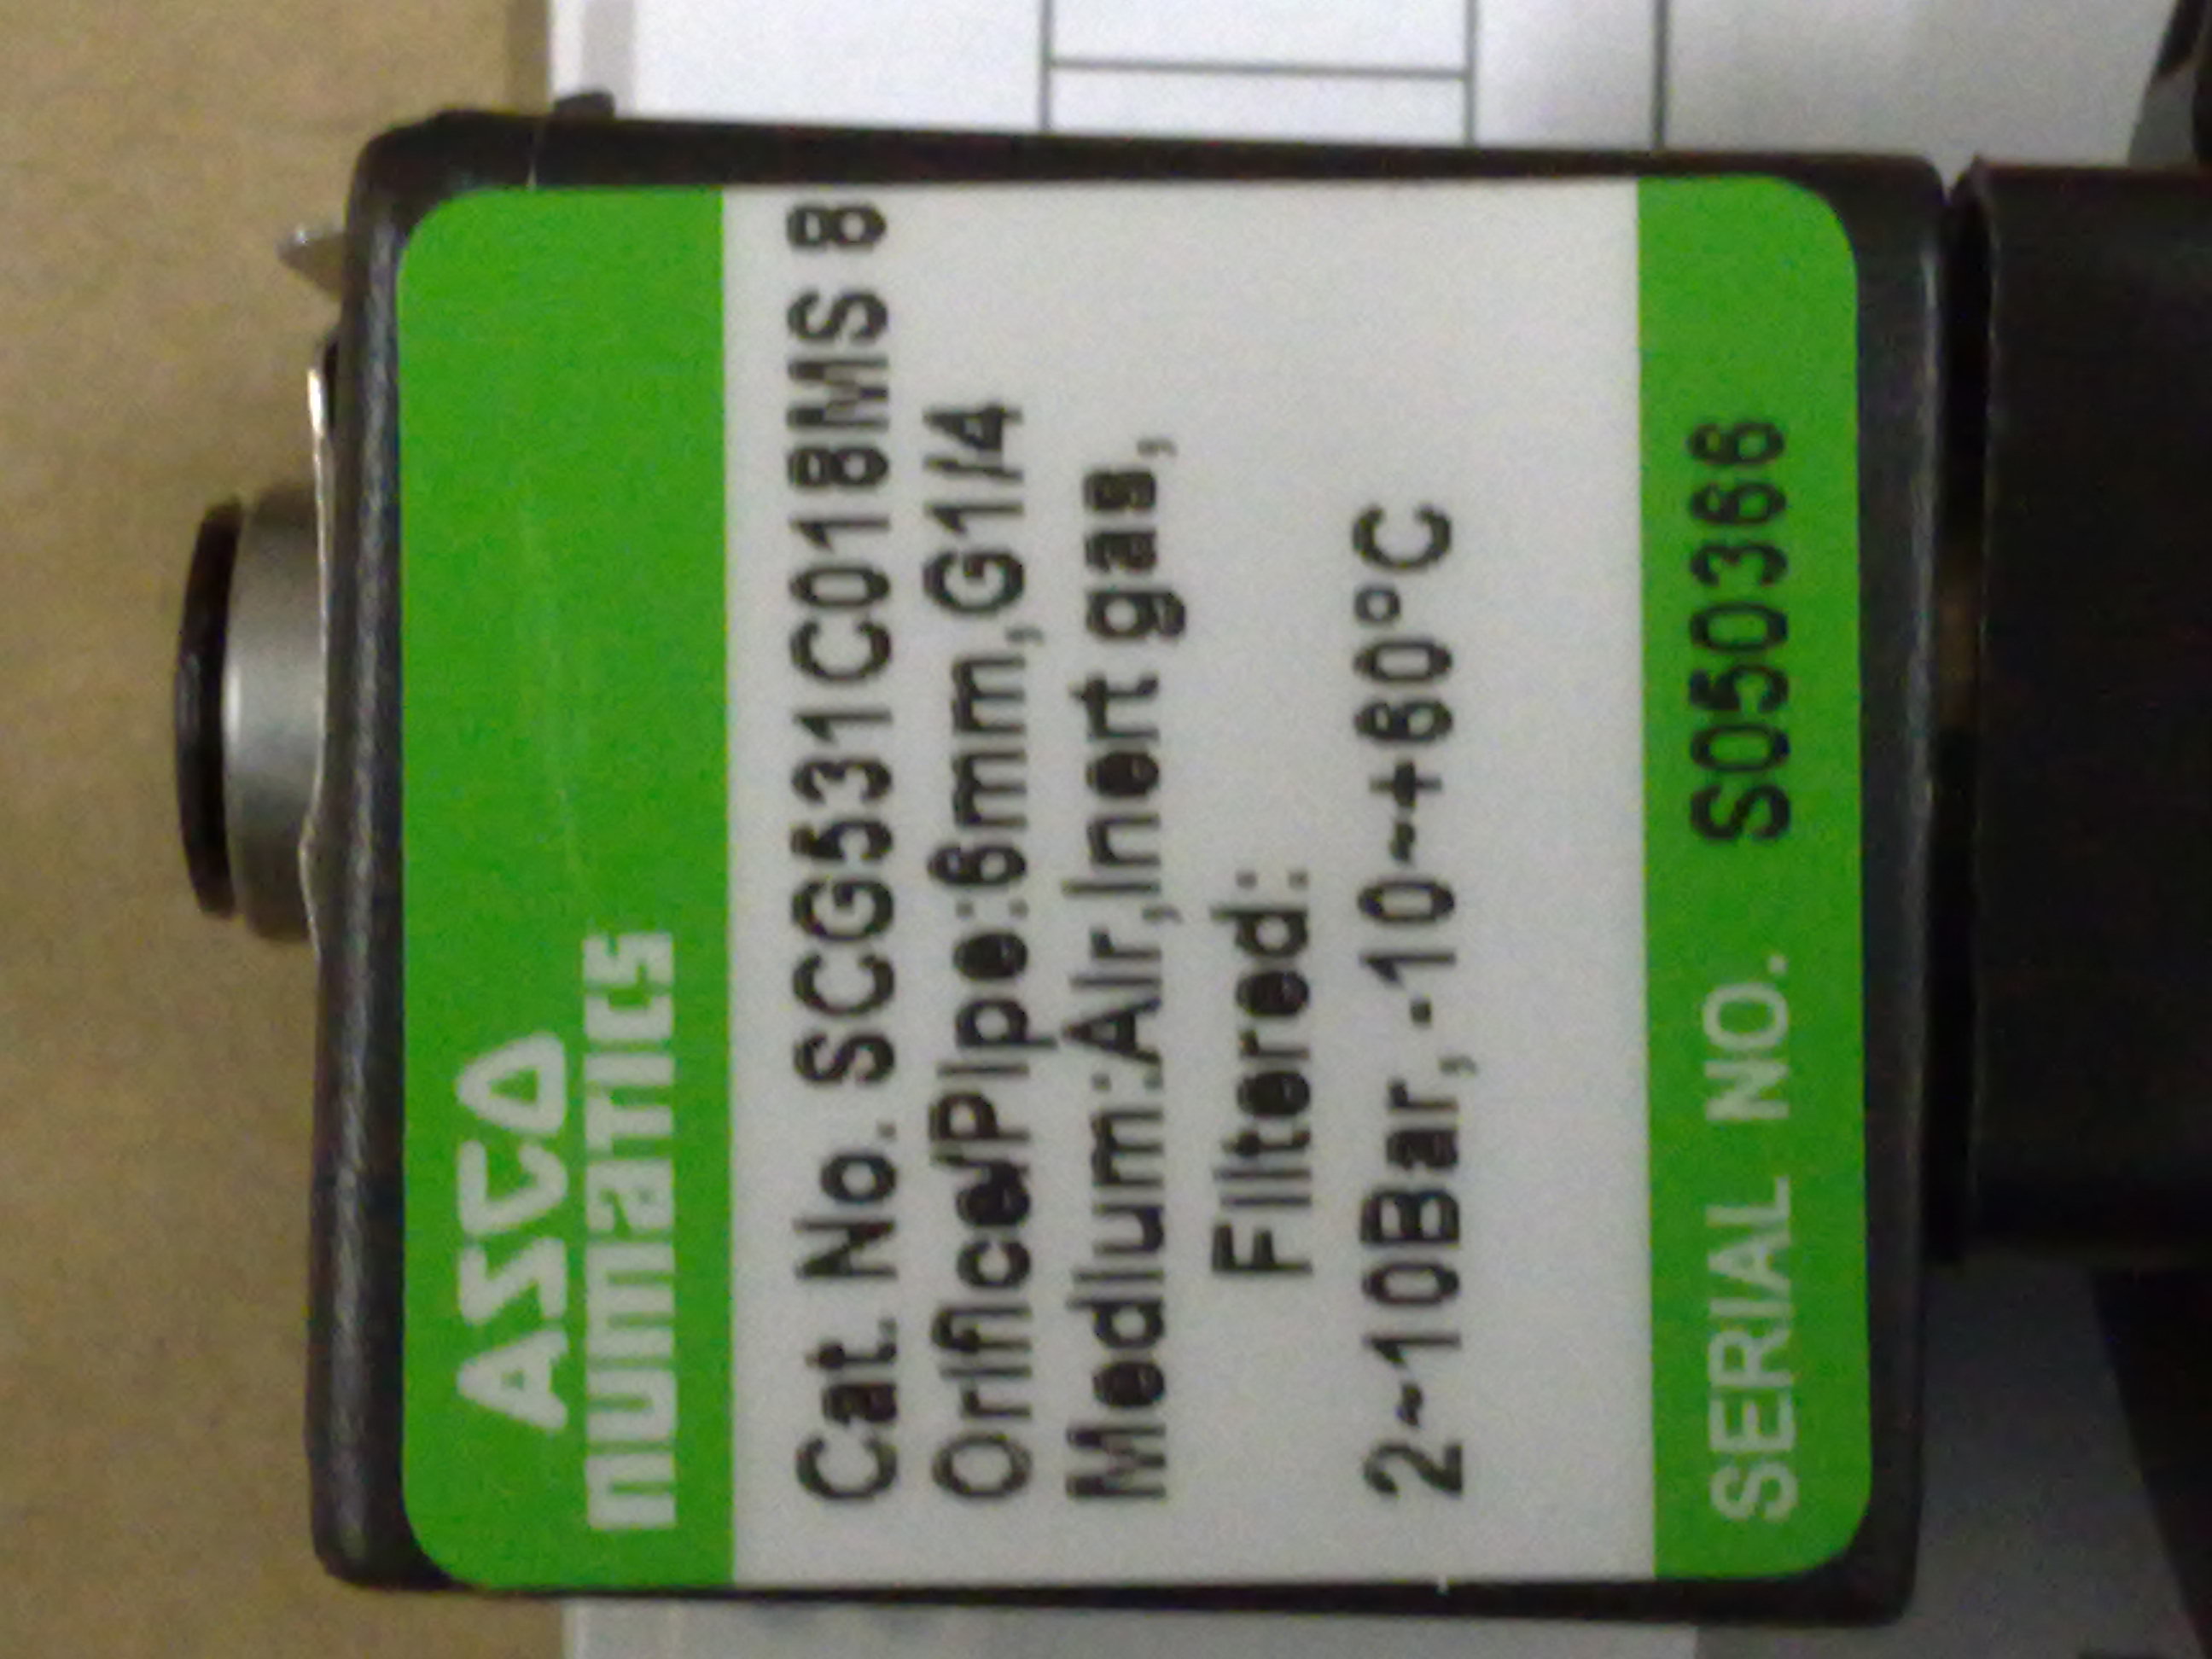 ASCO
numatics
Cat. No. SCG531C018MS 8
Orifice/Pipe:6mm,G1/4
Medium:Air,Inert gas,
Filtered:
2~10Bar,-10~+60°C
SERIAL NO. S050366